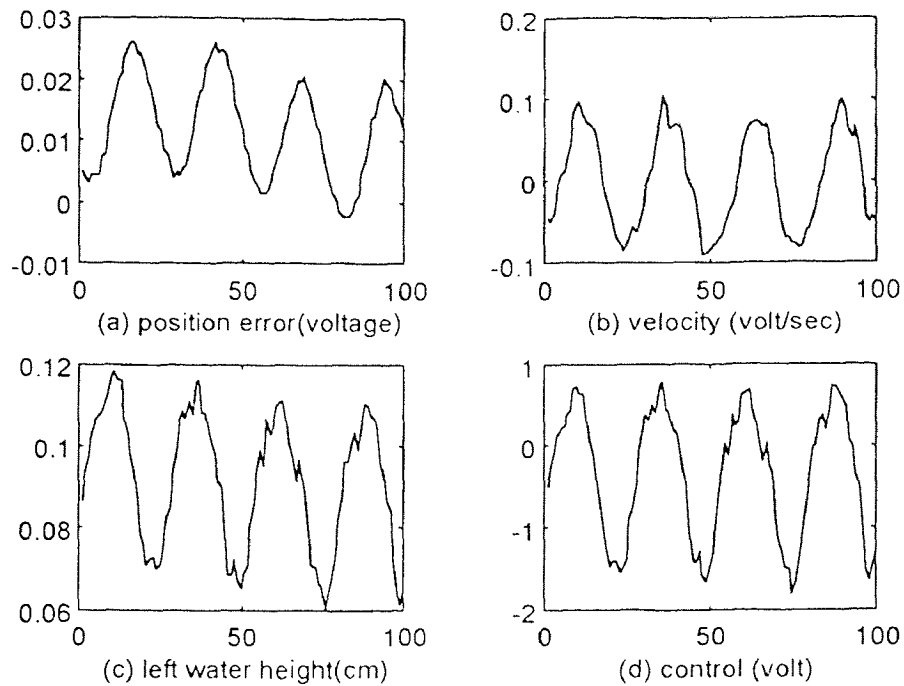 0.03
0.02
0.01
0
-0.01
0 50 100
(a) position error(voltage)
0.2
0.1
0
-0.1
0 50 100
(b) velocity (volt/sec)
0.12
0.1
0.08
0.06
0 50 100
(c) left water height(cm)
1
0
-1
-2
0 50 100
(d) control (volt)